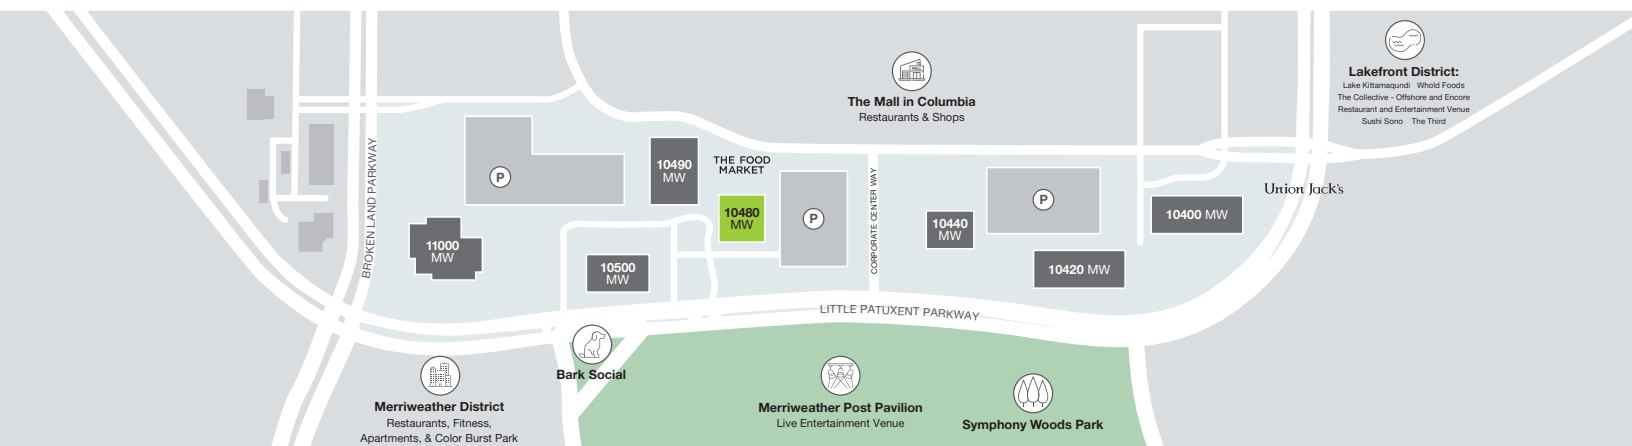 Lakefront District:
Lake Kittamaqundi Whold Foods
The Collective - Offshore and Encore
Restaurant and Entertainment Venue
Sushi Sono The Third
MALL
The Mall in Columbia
Restaurants & Shops
BROKEN LAND PARKWAY
P
10490
MW
THE FOOD
MARKET
10480
MW
P
CORPORATE CENTER WAY
P
Union Jack's
10400 MW
10440
MW
11000
MW
10500
MW
10420 MW
LITTLE PATUXENT PARKWAY
Bark Social
Merriweather District
Restaurants, Fitness,
Apartments, & Color Burst Park
Merriweather Post Pavilion
Live Entertainment Venue
Symphony Woods Park